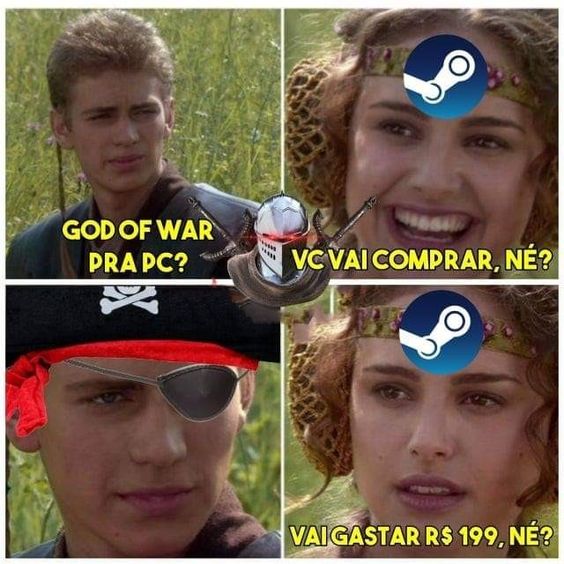 GOD OF WAR
PRA PC?
VC VAI COMPRAR, NÉ?
VAI GASTAR R$ 199, NÉ?